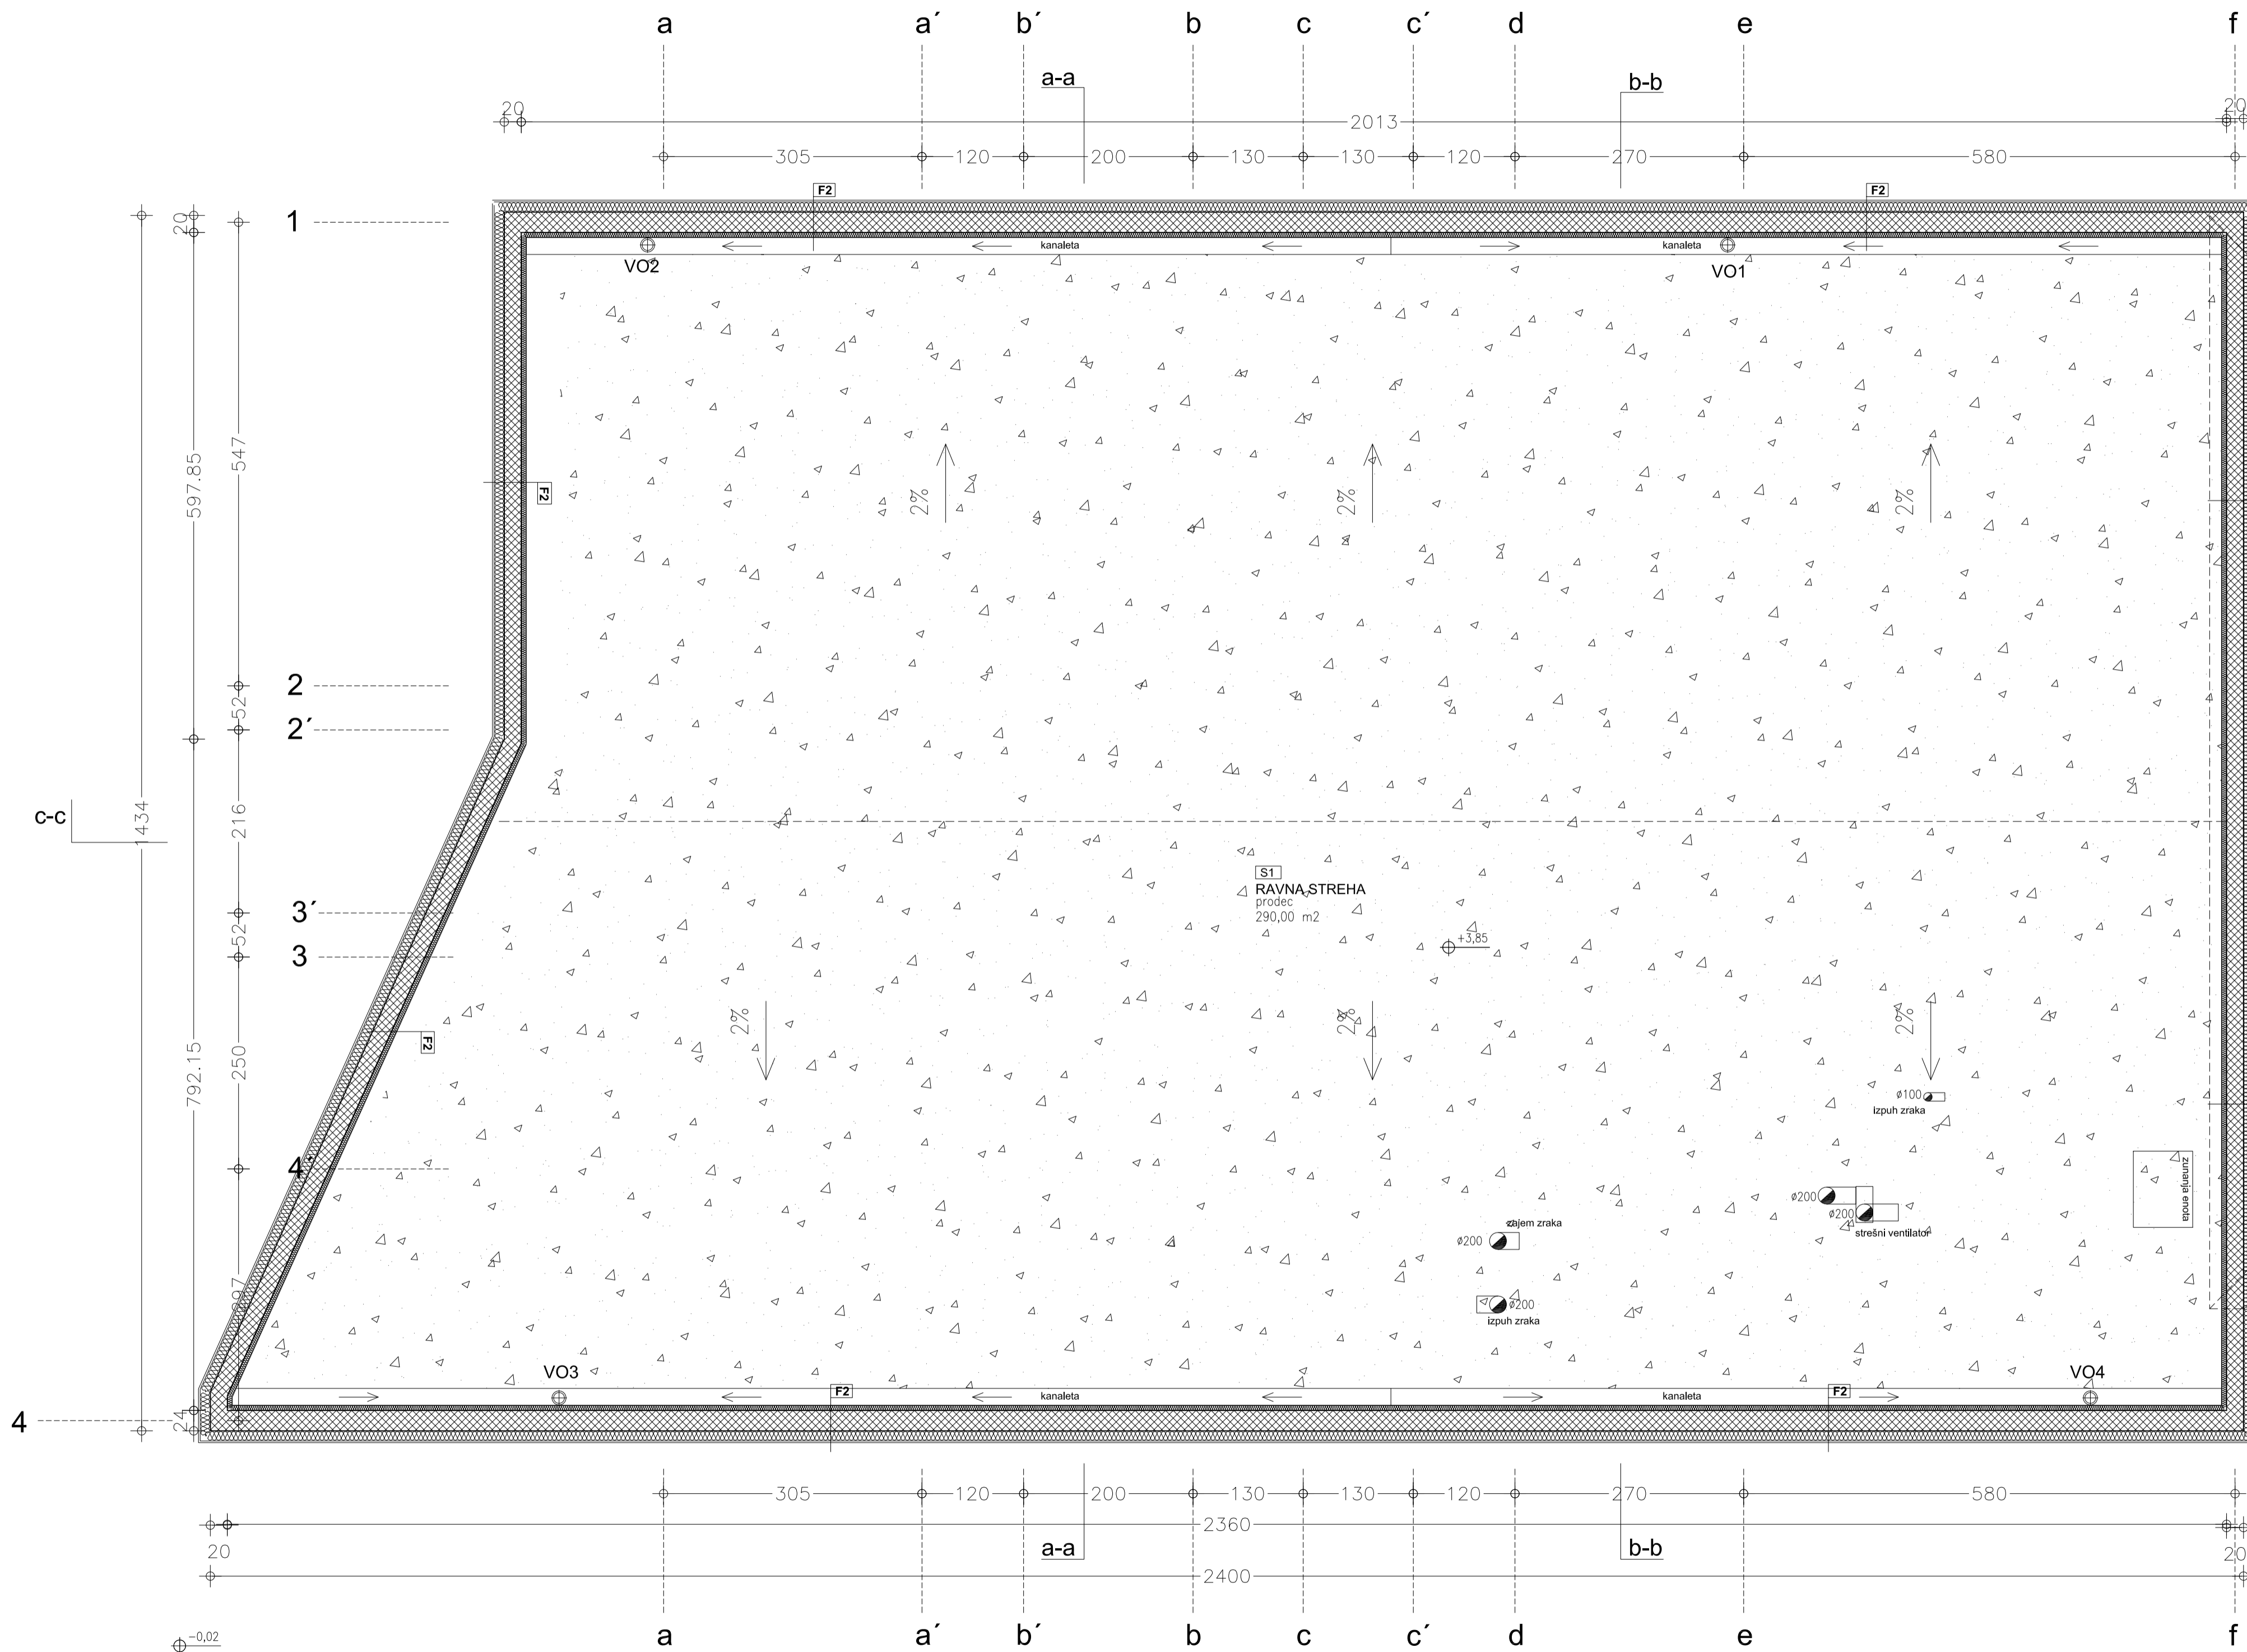 a a´ b´ b c c´ d e f
a-a b-b
20 2013 20
305 120 200 130 130 120 270 580
F2 F2
1
20
kanaleta kanaleta
VO2 VO1
597.85
547
F2
2% 2% 2%
2
52
2´
c-c
1434
216
S1
RAVNA STREHA
prodec
290,00 m2
3´
52
3
+3,85
F2
792.15
250
2% 2% 2%
ø100
izpuh zraka
4´
zunanja enota
ø200
ø200
strešni ventilator
zajem zraka
ø200
ø200
izpuh zraka
297
VO3 VO4
F2 F2
kanaleta kanaleta
4
24
305 120 200 130 130 120 270 580
2360
20 20
a-a b-b
2400
-0,02
a a´ b´ b c c´ d e f